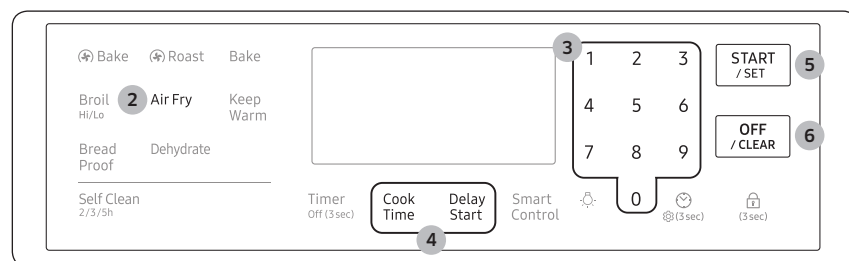 Bake Roast Bake
3
1 2 3
START
/ SET
5
Broil
Hi/Lo
2
Air Fry
Keep
Warm
4 5 6
OFF
/ CLEAR
6
Bread
Proof
Dehydrate
7 8 9
Self Clean
2/3/5h
Timer
Off (3 sec)
Cook
Time
Delay
Start
Smart
Control
0
(3 sec)
(3 sec)
4